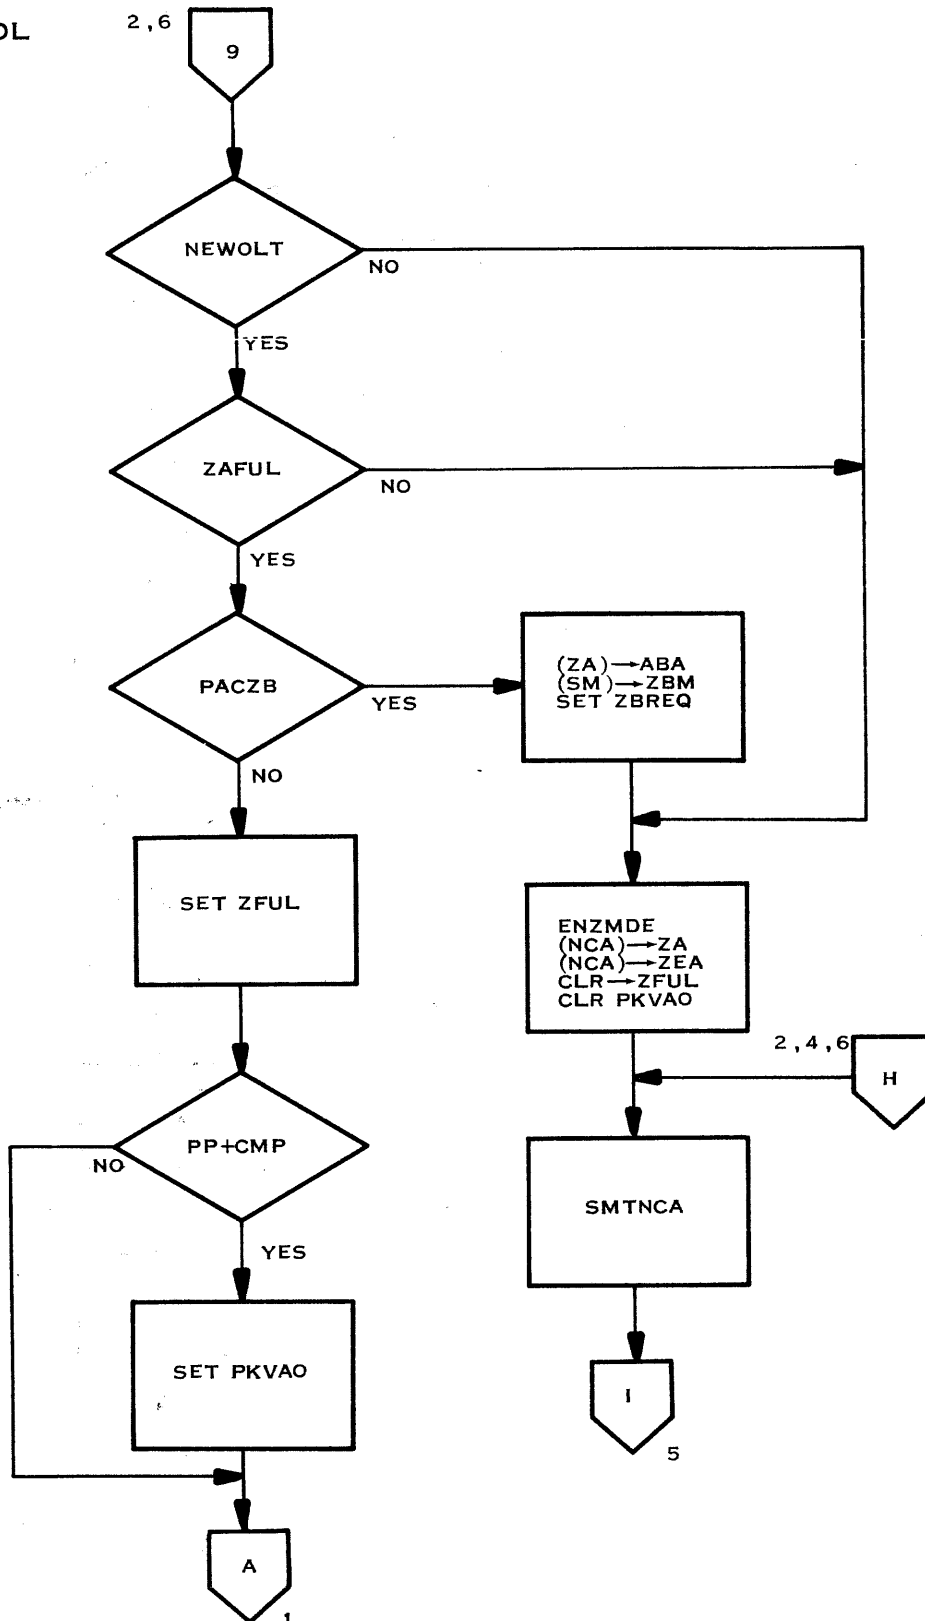 OL
2,6
9
NEWOLT
NO
YES
ZAFUL
NO
YES
PACZB
YES
NO
(ZA)→ABA
(SM)→ZBM
SET ZBREQ
SET ZFUL
ENZMDE
(NCA)→ZA
(NCA)→ZEA
CLR→ZFUL
CLR PKVAO
2,4,6
H
PP+CMP
NO
YES
SMTNCA
SET PKVAO
I
5
A
1